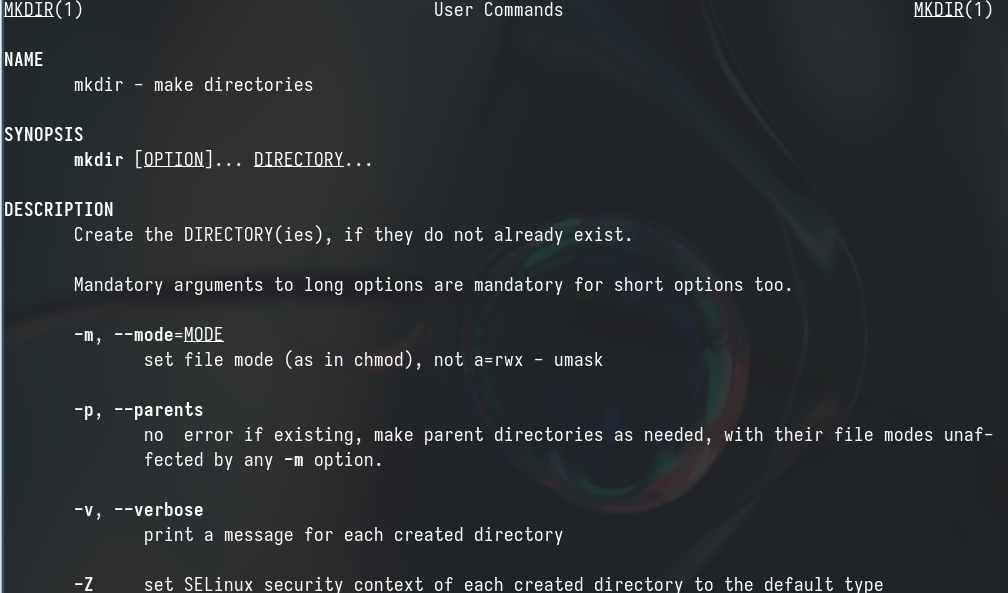 MKDIR(1) User Commands MKDIR(1)
NAME
mkdir - make directories
SYNOPSIS
mkdir [OPTION]... DIRECTORY...
DESCRIPTION
Create the DIRECTORY(ies), if they do not already exist.
Mandatory arguments to long options are mandatory for short options too.
-m, --mode=MODE
set file mode (as in chmod), not a=rwx - umask
-p, --parents
no  error if existing, make parent directories as needed, with their file modes unaf-
fected by any -m option.
-v, --verbose
print a message for each created directory
-Z set SELinux security context of each created directory to the default type